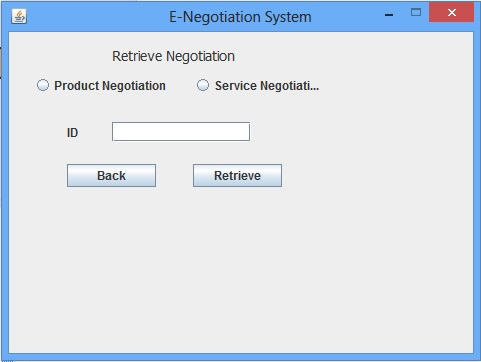 E-Negotiation System
Retrieve Negotiation
Product Negotiation Service Negotiati...
ID
Back Retrieve